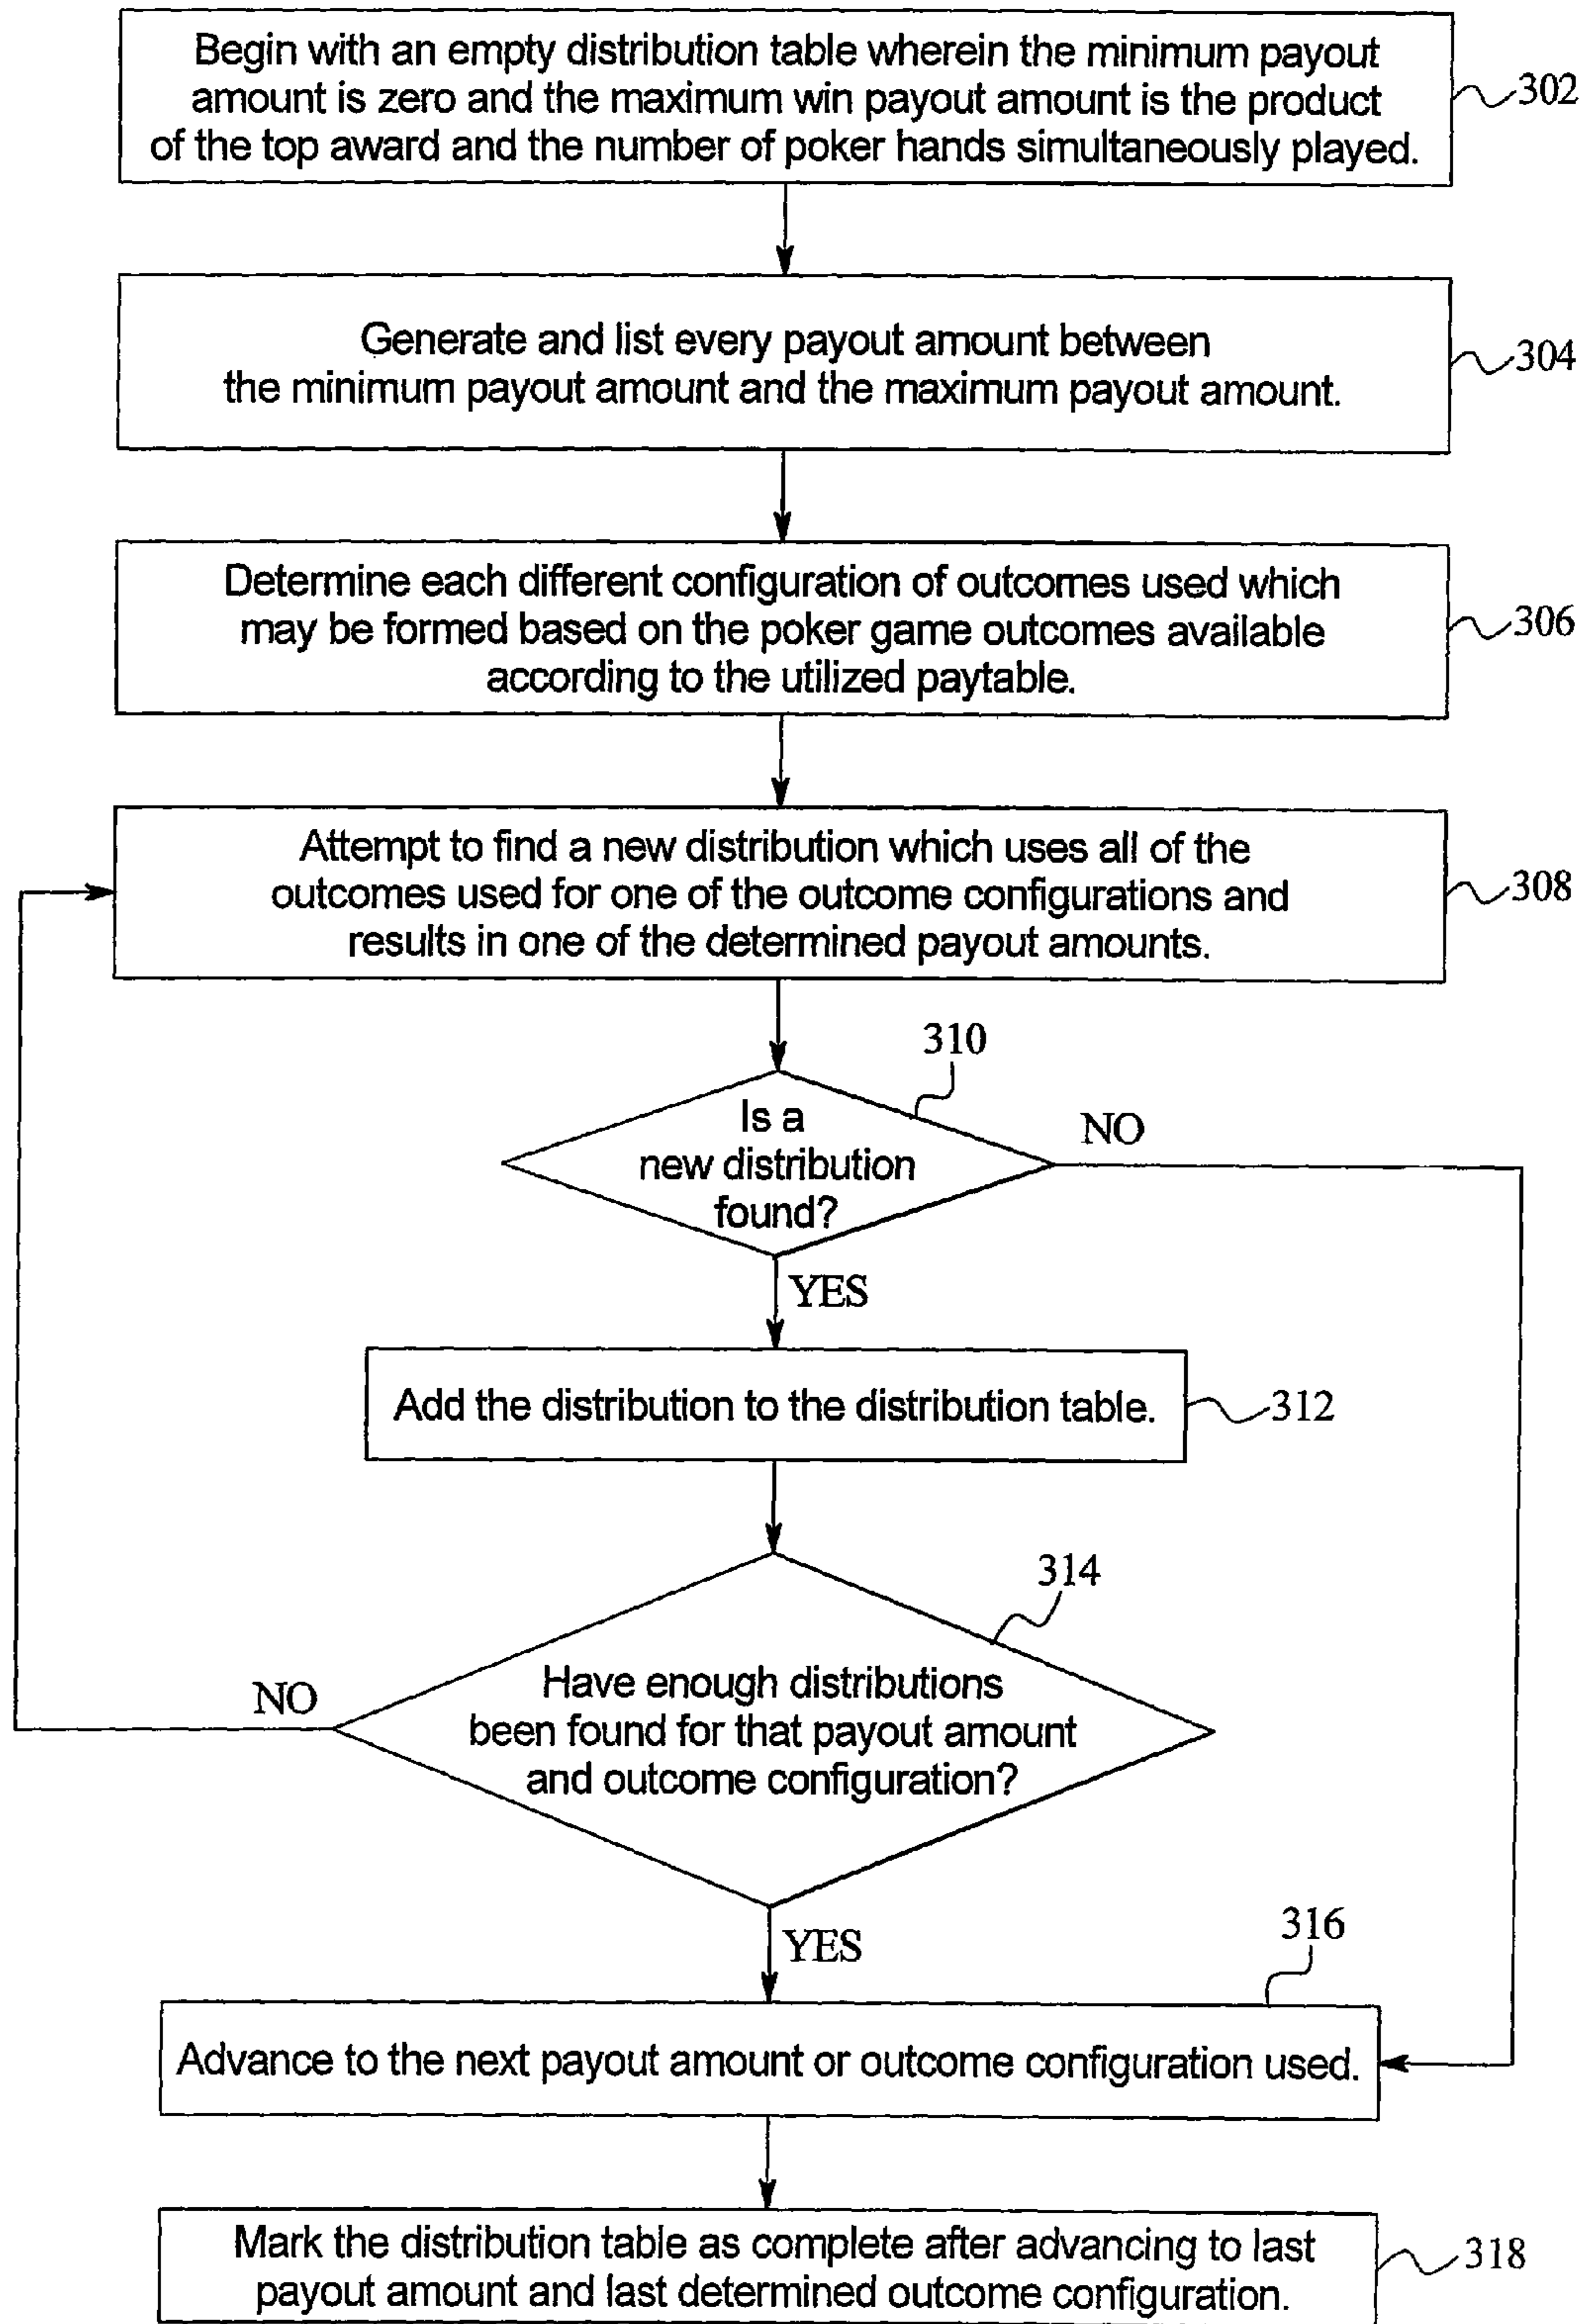 Begin with an empty distribution table wherein the minimum payout
amount is zero and the maximum win payout amount is the product
of the top award and the number of poker hands simultaneously played.
302
Generate and list every payout amount between
the minimum payout amount and the maximum payout amount.
304
Determine each different configuration of outcomes used which
may be formed based on the poker game outcomes available
according to the utilized paytable.
306
Attempt to find a new distribution which uses all of the
outcomes used for one of the outcome configurations and
results in one of the determined payout amounts.
308
310
Is a
new distribution
found?
NO
YES
Add the distribution to the distribution table.
312
314
Have enough distributions
been found for that payout amount
and outcome configuration?
NO
YES
316
Advance to the next payout amount or outcome configuration used.
Mark the distribution table as complete after advancing to last
payout amount and last determined outcome configuration.
318